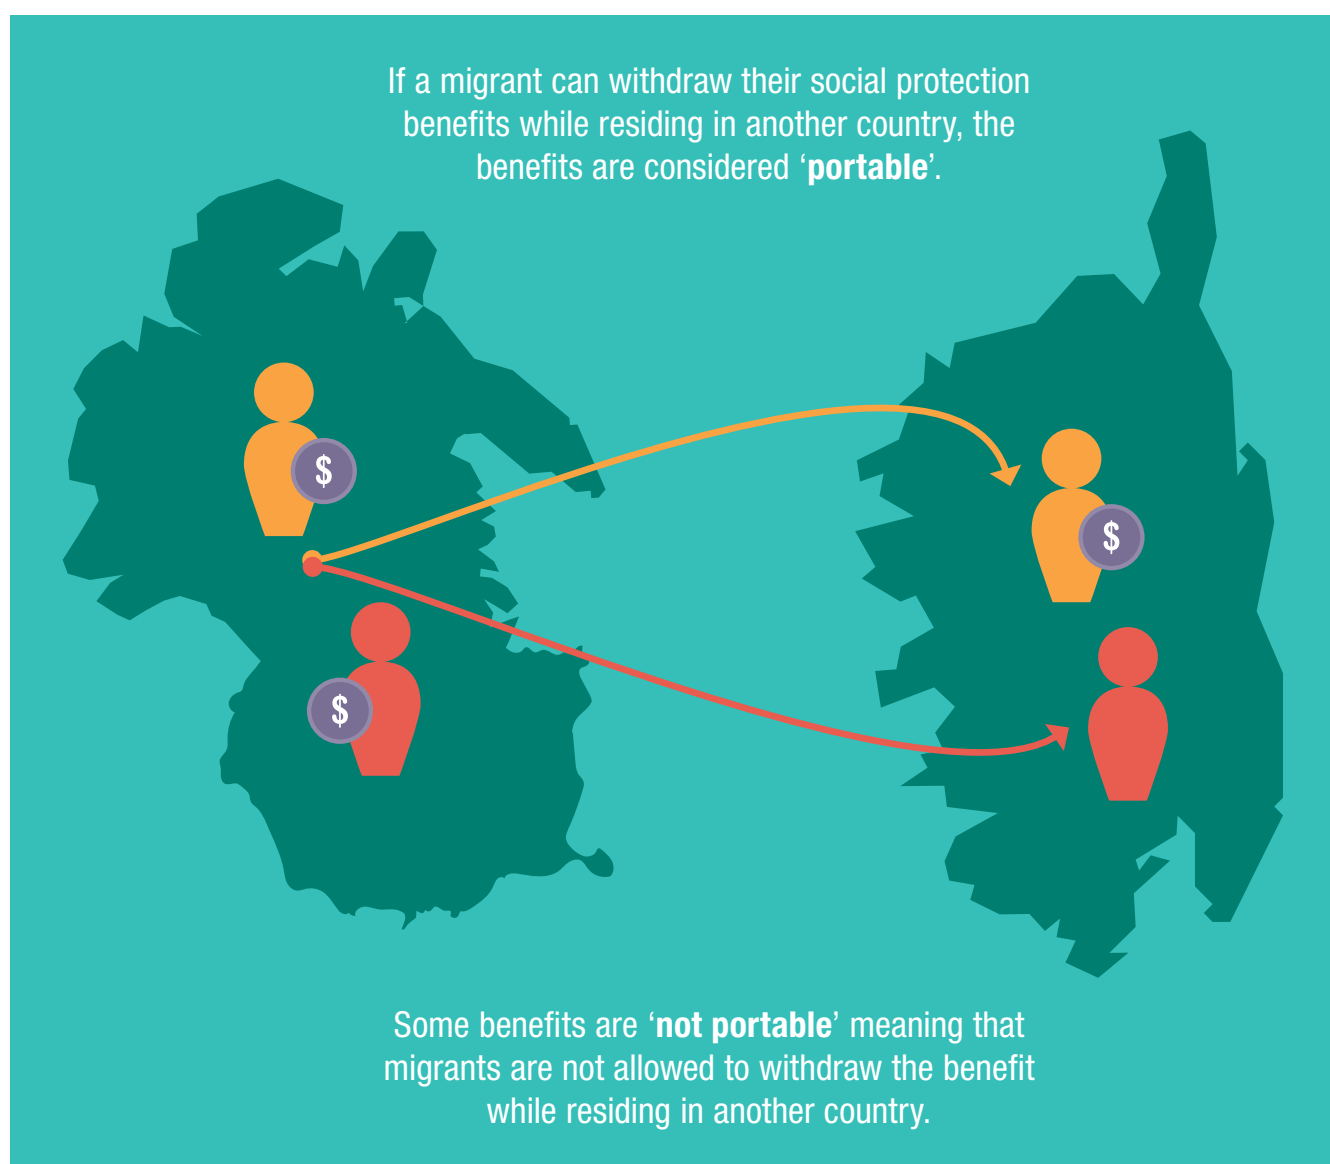 If a migrant can withdraw their social protection
benefits while residing in another country, the
benefits are considered ‘portable’.
$
$
$
Some benefits are ‘not portable’ meaning that
migrants are not allowed to withdraw the benefit
while residing in another country.